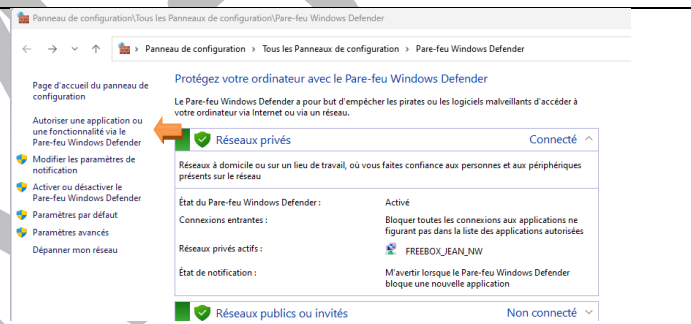 Panneau de configuration\Tous les Panneaux de configuration\Pare-feu Windows Defender
Panneau de configuration > Tous les Panneaux de configuration > Pare-feu Windows Defender
Page d'accueil du panneau de
configuration
Autoriser une application ou
une fonctionnalité via le
Pare-feu Windows Defender
Modifier les paramètres de
notification
Activer ou désactiver le
Pare-feu Windows Defender
Paramètres par défaut
Paramètres avancés
Dépanner mon réseau
Protégez votre ordinateur avec le Pare-feu Windows Defender
Le Pare-feu Windows Defender a pour but d'empêcher les pirates ou les logiciels malveillants d'accéder à
votre ordinateur via Internet ou via un réseau.
Réseaux privés Connecté
Réseaux à domicile ou sur un lieu de travail, où vous faites confiance aux personnes et aux périphériques
présents sur le réseau
État du Pare-feu Windows Defender : Activé
Connexions entrantes : Bloquer toutes les connexions aux applications ne
figurant pas dans la liste des applications autorisées
Réseaux privés actifs : FREEBOX_JEAN_NW
État de notification : M'avertir lorsque le Pare-feu Windows Defender
bloque une nouvelle application
Réseaux publics ou invités Non connecté